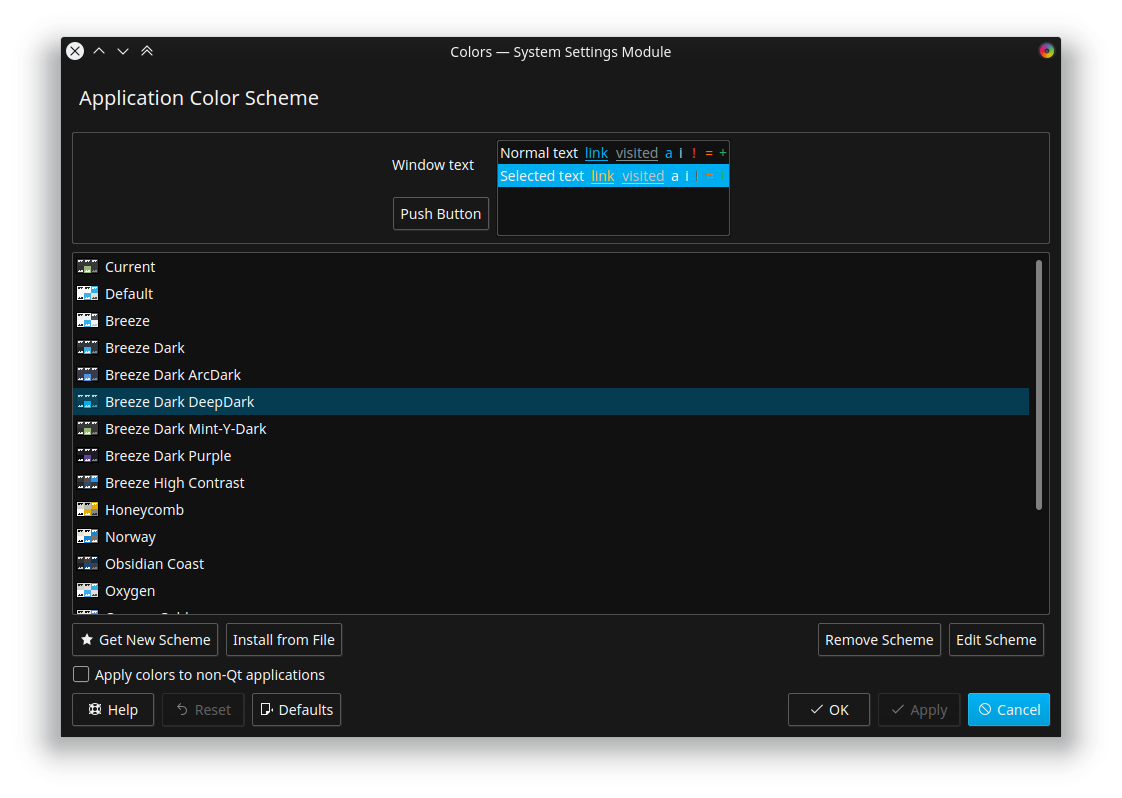 Colors — System Settings Module
Application Color Scheme
Window text
Push Button
Normal text link visited a i ! = +
Selected text link visited a i ! = +
Current
Default
Breeze
Breeze Dark
Breeze Dark ArcDark
Breeze Dark DeepDark
Breeze Dark Mint-Y-Dark
Breeze Dark Purple
Breeze High Contrast
Honeycomb
Norway
Obsidian Coast
Oxygen
Get New Scheme Install from File Remove Scheme Edit Scheme
Apply colors to non-Qt applications
Help Reset Defaults OK Apply Cancel